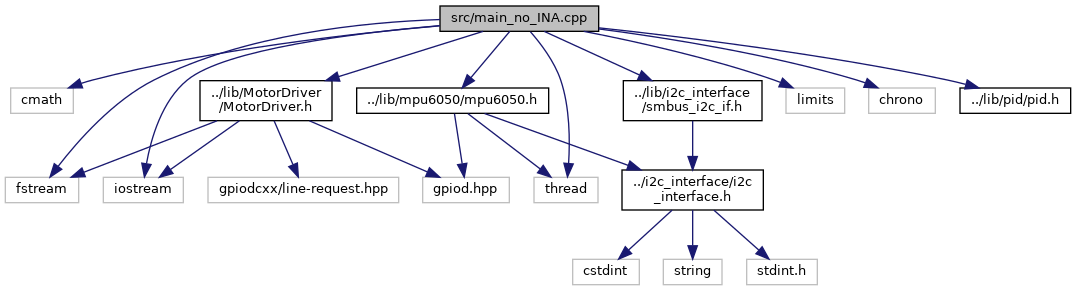 src/main_no_INA.cpp
cmath
../lib/MotorDriver
/MotorDriver.h
../lib/mpu6050/mpu6050.h
../lib/i2c_interface
/smbus_i2c_if.h
limits
chrono
../lib/pid/pid.h
fstream
iostream
gpiodcxx/line-request.hpp
gpiod.hpp
thread
../i2c_interface/i2c
_interface.h
cstdint
string
stdint.h